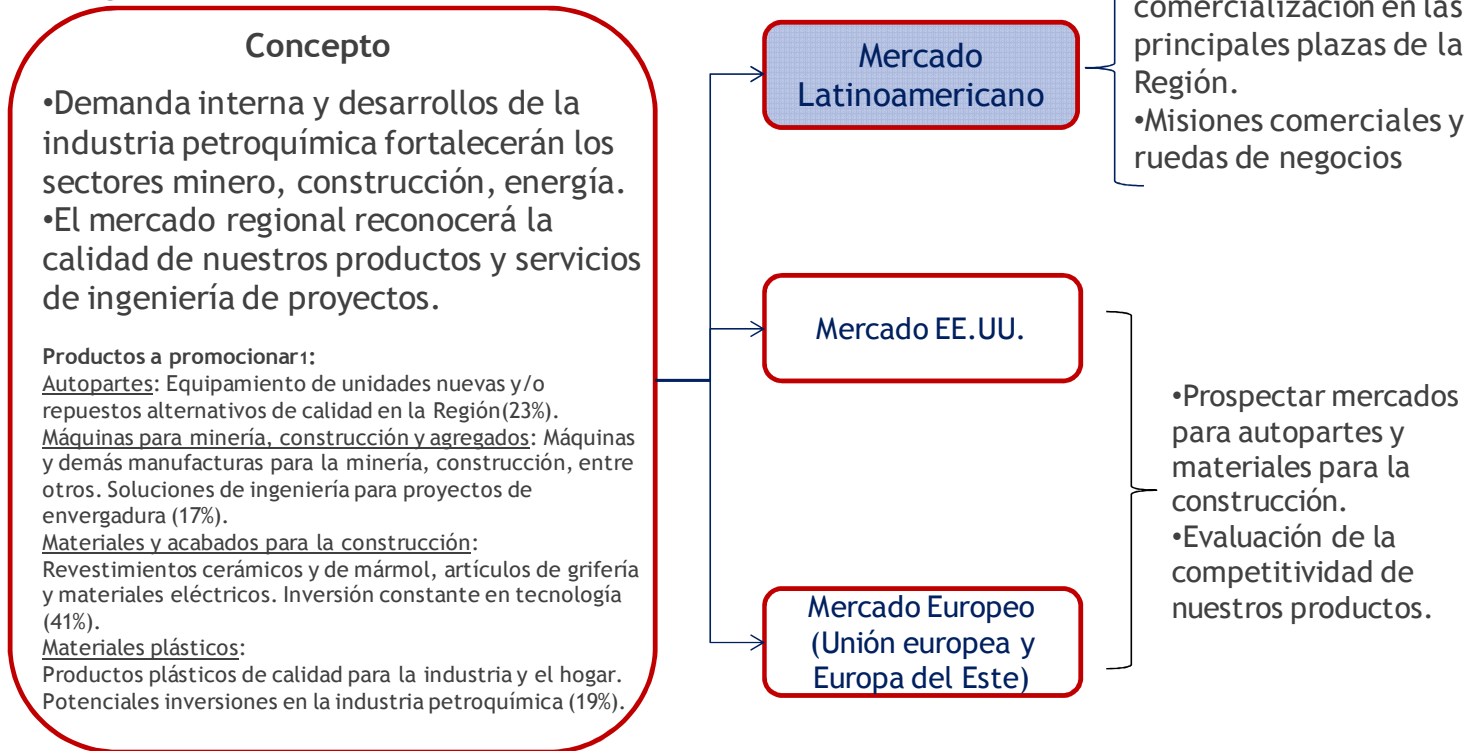 Concepto
•Demanda interna y desarrollos de la
industria petroquímica fortalecerán los
sectores minero, construcción, energía.
•El mercado regional reconocerá la
calidad de nuestros productos y servicios
de ingeniería de proyectos.
Productos a promocionar1:
Autopartes: Equipamiento de unidades nuevas y/o
repuestos alternativos de calidad en la Región(23%).
Máquinas para minería, construcción y agregados: Máquinas
y demás manufacturas para la minería, construcción, entre
otros. Soluciones de ingeniería para proyectos de
envergadura (17%).
Materiales y acabados para la construcción:
Revestimientos cerámicos y de mármol, artículos de grifería
y materiales eléctricos. Inversión constante en tecnología
(41%).
Materiales plásticos:
Productos plásticos de calidad para la industria y el hogar.
Potenciales inversiones en la industria petroquímica (19%).
Mercado
Latinoamericano
comercialización en las
principales plazas de la
Región.
•Misiones comerciales y
ruedas de negocios
Mercado EE.UU.
Mercado Europeo
(Unión europea y
Europa del Este)
•Prospectar mercados
para autopartes y
materiales para la
construcción.
•Evaluación de la
competitividad de
nuestros productos.